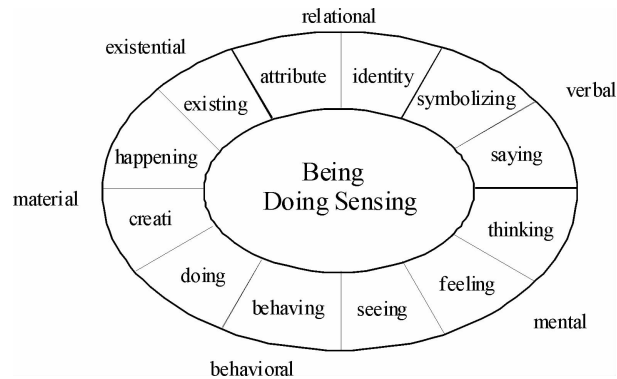 relational
existential
attribute
identity
existing
symbolizing
verbal
happening
saying
Being
Doing Sensing
material
creati
thinking
doing
feeling
behaving
seeing
mental
behavioral